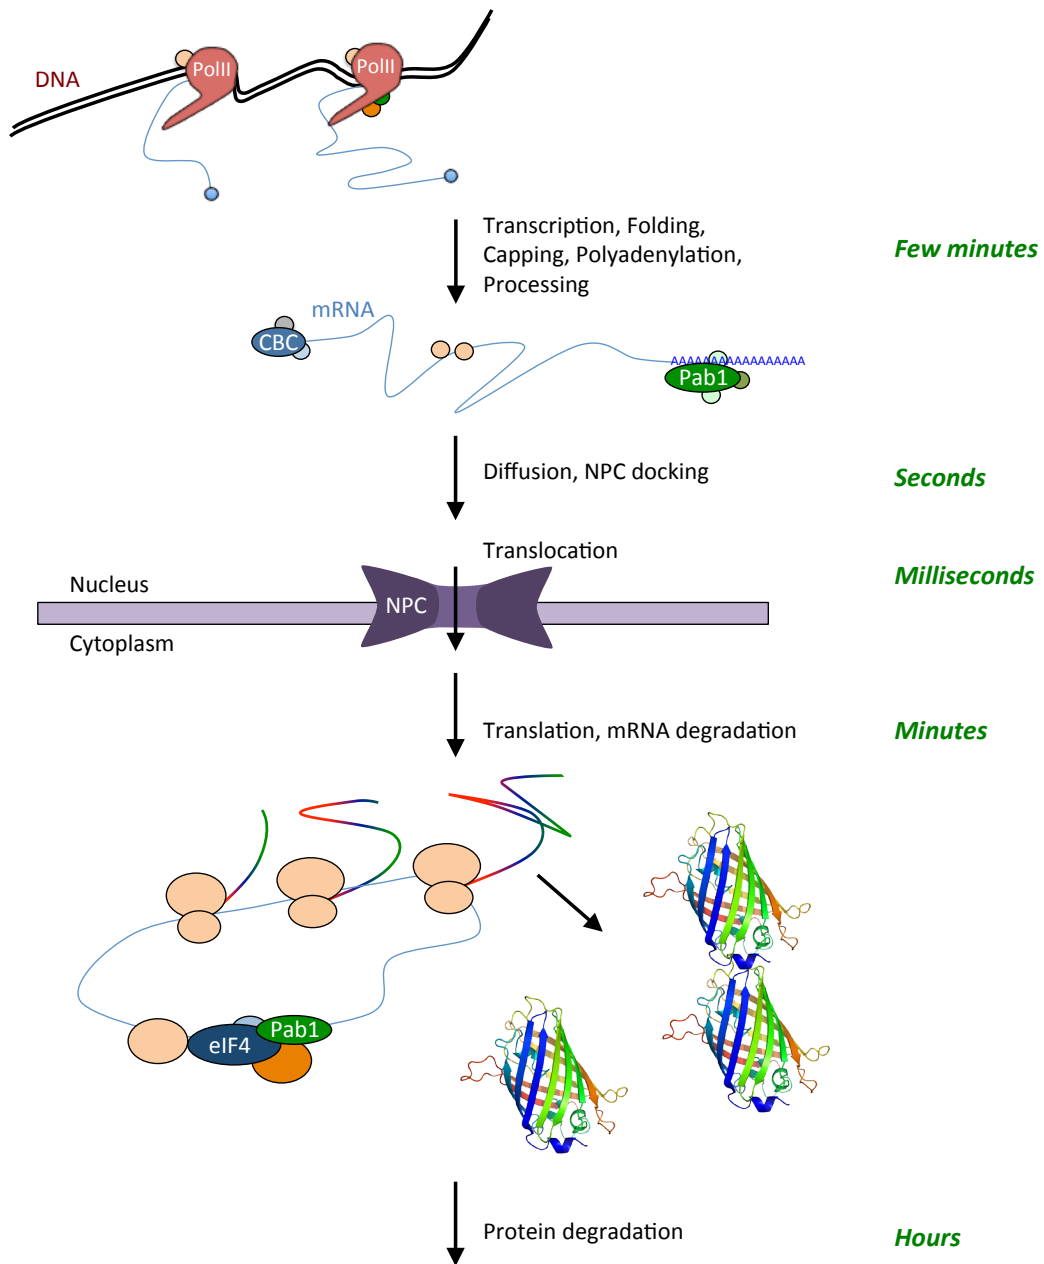 PolII
PolII
DNA
Transcription, Folding,
Capping, Polyadenylation,
Processing
Few minutes
mRNA
CBC
AAAAAAAAAAAAAAAAA
Pab1
Diffusion, NPC docking
Seconds
Translocation
Milliseconds
Nucleus
NPC
Cytoplasm
Translation, mRNA degradation
Minutes
Pab1
eIF4
Protein degradation
Hours